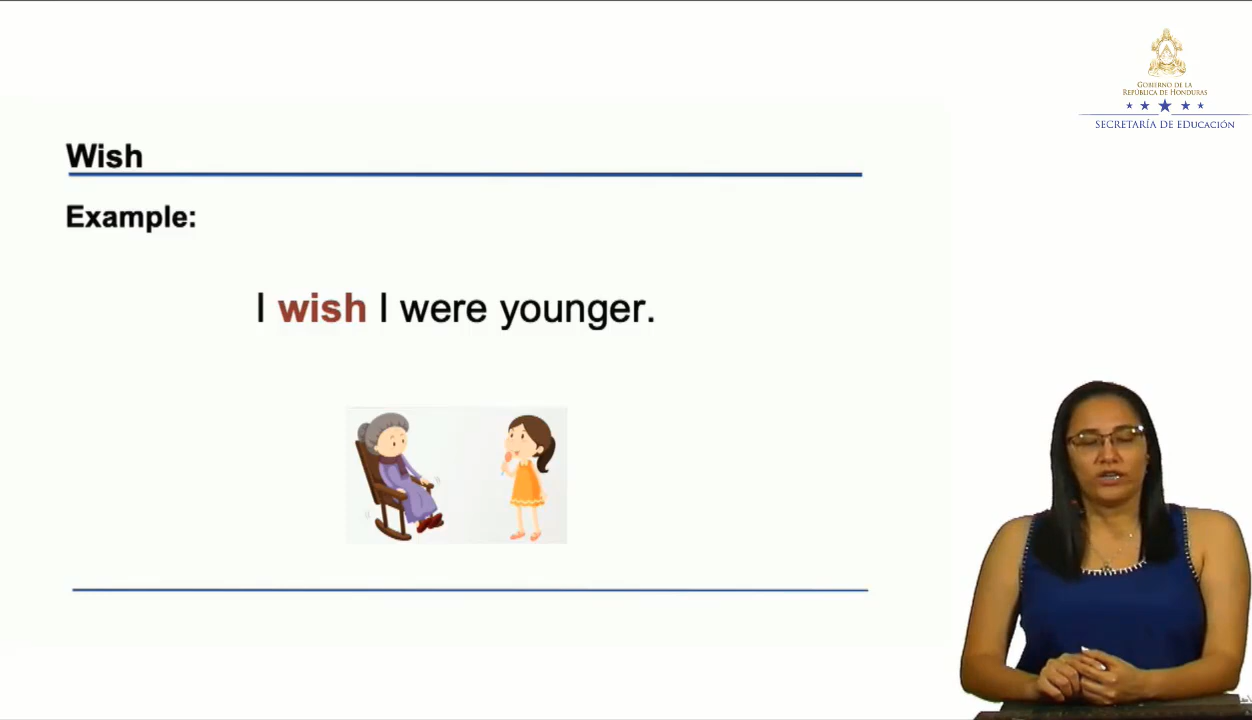 GOBIERNO DE LA
REPÚBLICA DE HONDURAS
SECRETARÍA DE EDUCACIÓN
Wish
Example:
I wish I were younger.